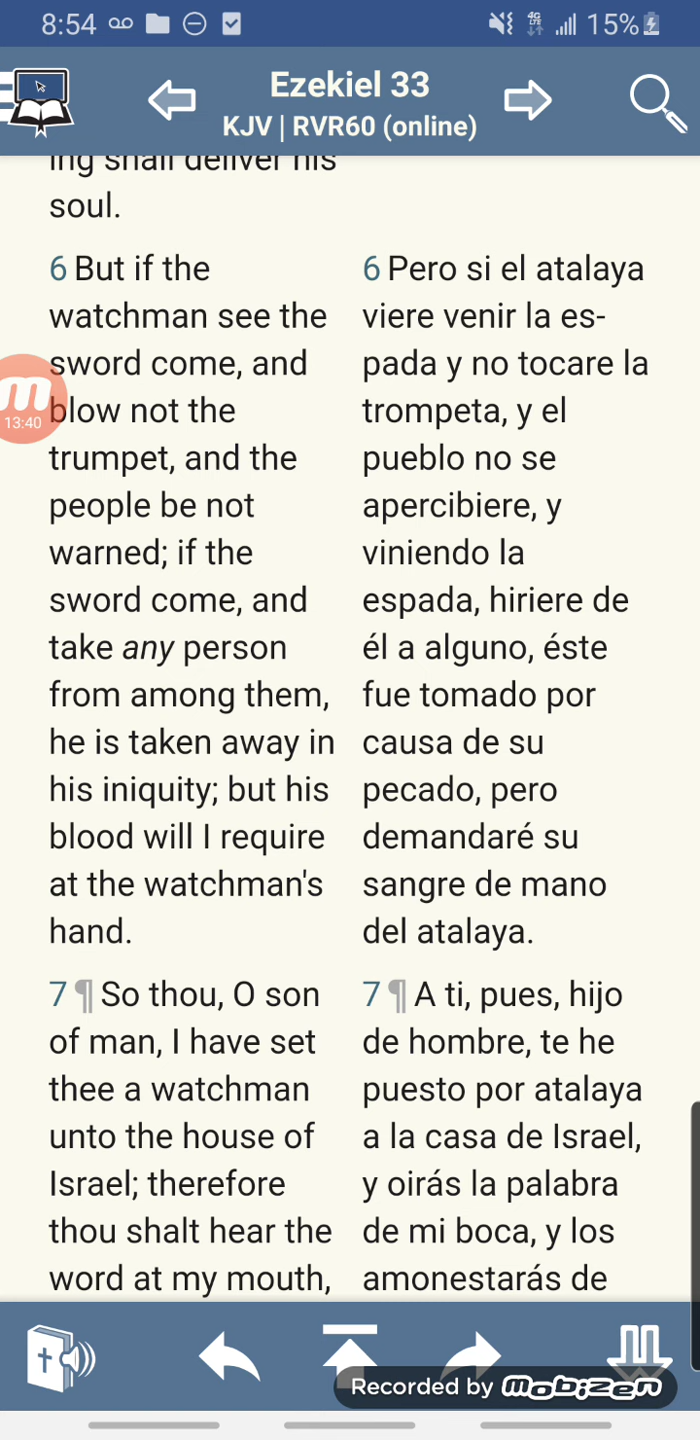 8:54
4G LTE
15%
Ezekiel 33
KJV | RVR60 (online)
ing shall deliver his
soul.
6 But if the
watchman see the
sword come, and
blow not the
trumpet, and the
people be not
warned; if the
sword come, and
take any person
from among them,
he is taken away in
his iniquity; but his
blood will I require
at the watchman's
hand.
7 ¶ So thou, O son
of man, I have set
thee a watchman
unto the house of
Israel; therefore
thou shalt hear the
word at my mouth,
6 Pero si el atalaya
viere venir la es-
pada y no tocare la
trompeta, y el
pueblo no se
apercibiere, y
viniendo la
espada, hiriere de
él a alguno, éste
fue tomado por
causa de su
pecado, pero
demandaré su
sangre de mano
del atalaya.
7 ¶ A ti, pues, hijo
de hombre, te he
puesto por atalaya
a la casa de Israel,
y oirás la palabra
de mi boca, y los
amonestarás de
m
13:40
Recorded by Mobizen